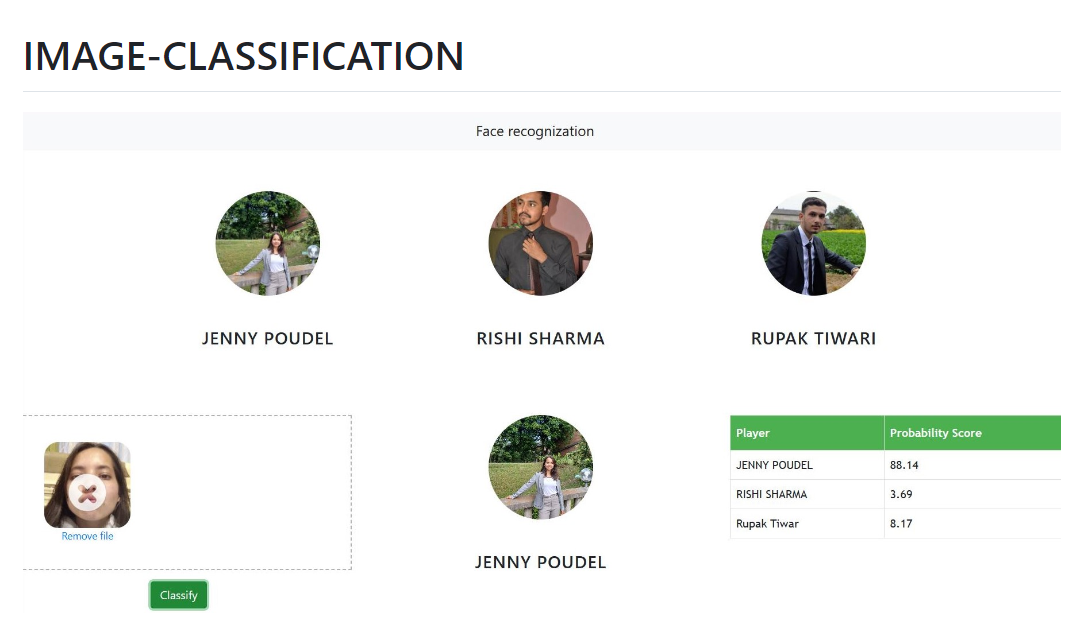 IMAGE-CLASSIFICATION
Face recognization
JENNY POUDEL
RISHI SHARMA
RUPAK TIWARI
Remove file
Classify
JENNY POUDEL
Player Probability Score
JENNY POUDEL 88.14
RISHI SHARMA 3.69
Rupak Tiwar 8.17